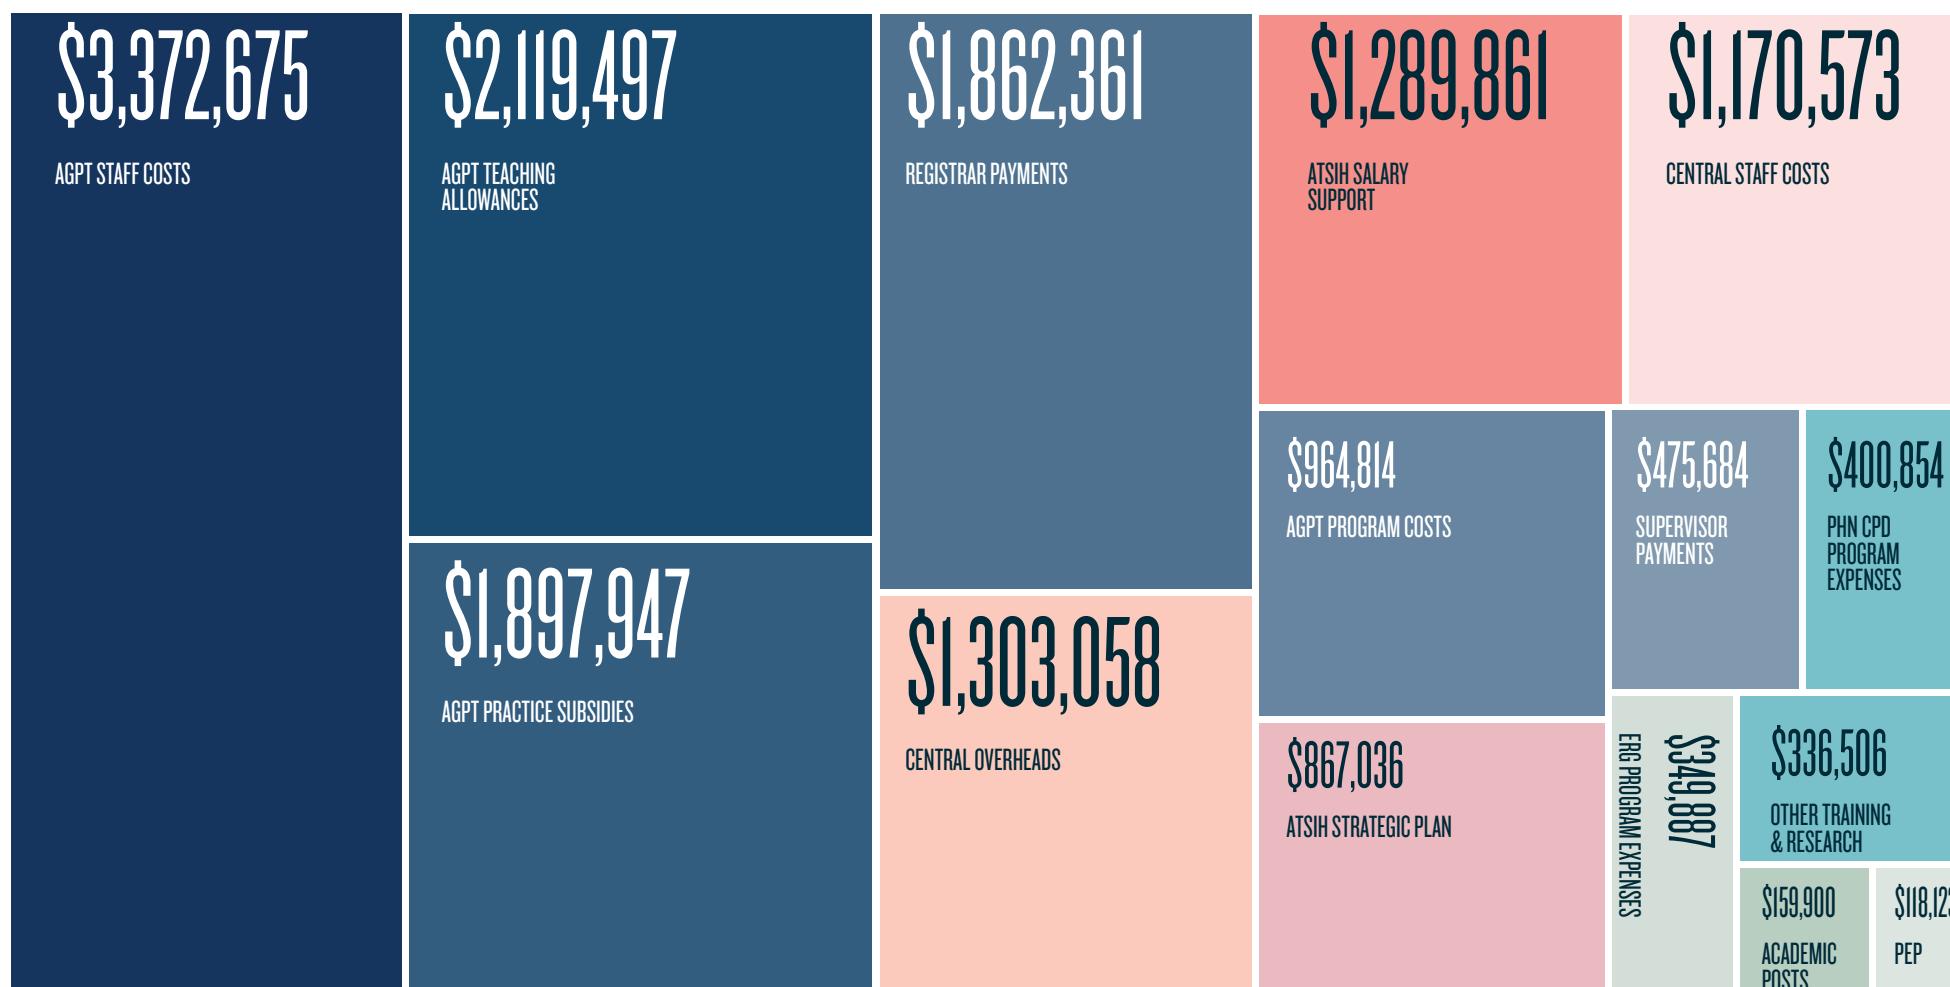 $3,372,675
AGPT STAFF COSTS
$2,119,497
AGPT TEACHING
ALLOWANCES
$1,897,947
AGPT PRACTICE SUBSIDIES
$1,862,361
REGISTRAR PAYMENTS
$1,303,058
CENTRAL OVERHEADS
$1,289,861
ATSIH SALARY
SUPPORT
$1,170,573
CENTRAL STAFF COSTS
$964,814
AGPT PROGRAM COSTS
$475,684
SUPERVISOR
PAYMENTS
$400,854
PHN CPD
PROGRAM
EXPENSES
$867,036
ATSIH STRATEGIC PLAN
$349,887
ERG PROGRAM EXPENSES
$336,506
OTHER TRAINING
& RESEARCH
$159,900
ACADEMIC
POSTS
PEP